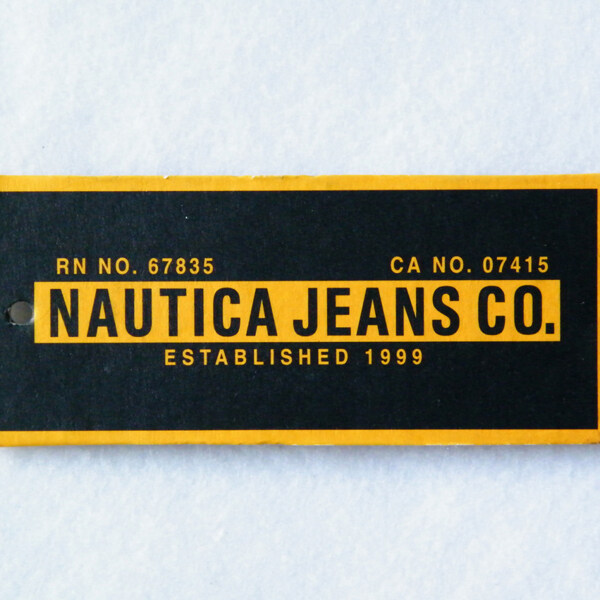 RN NO. 67835 CA NO. 07415
NAUTICA JEANS CO.
ESTABLISHED 1999